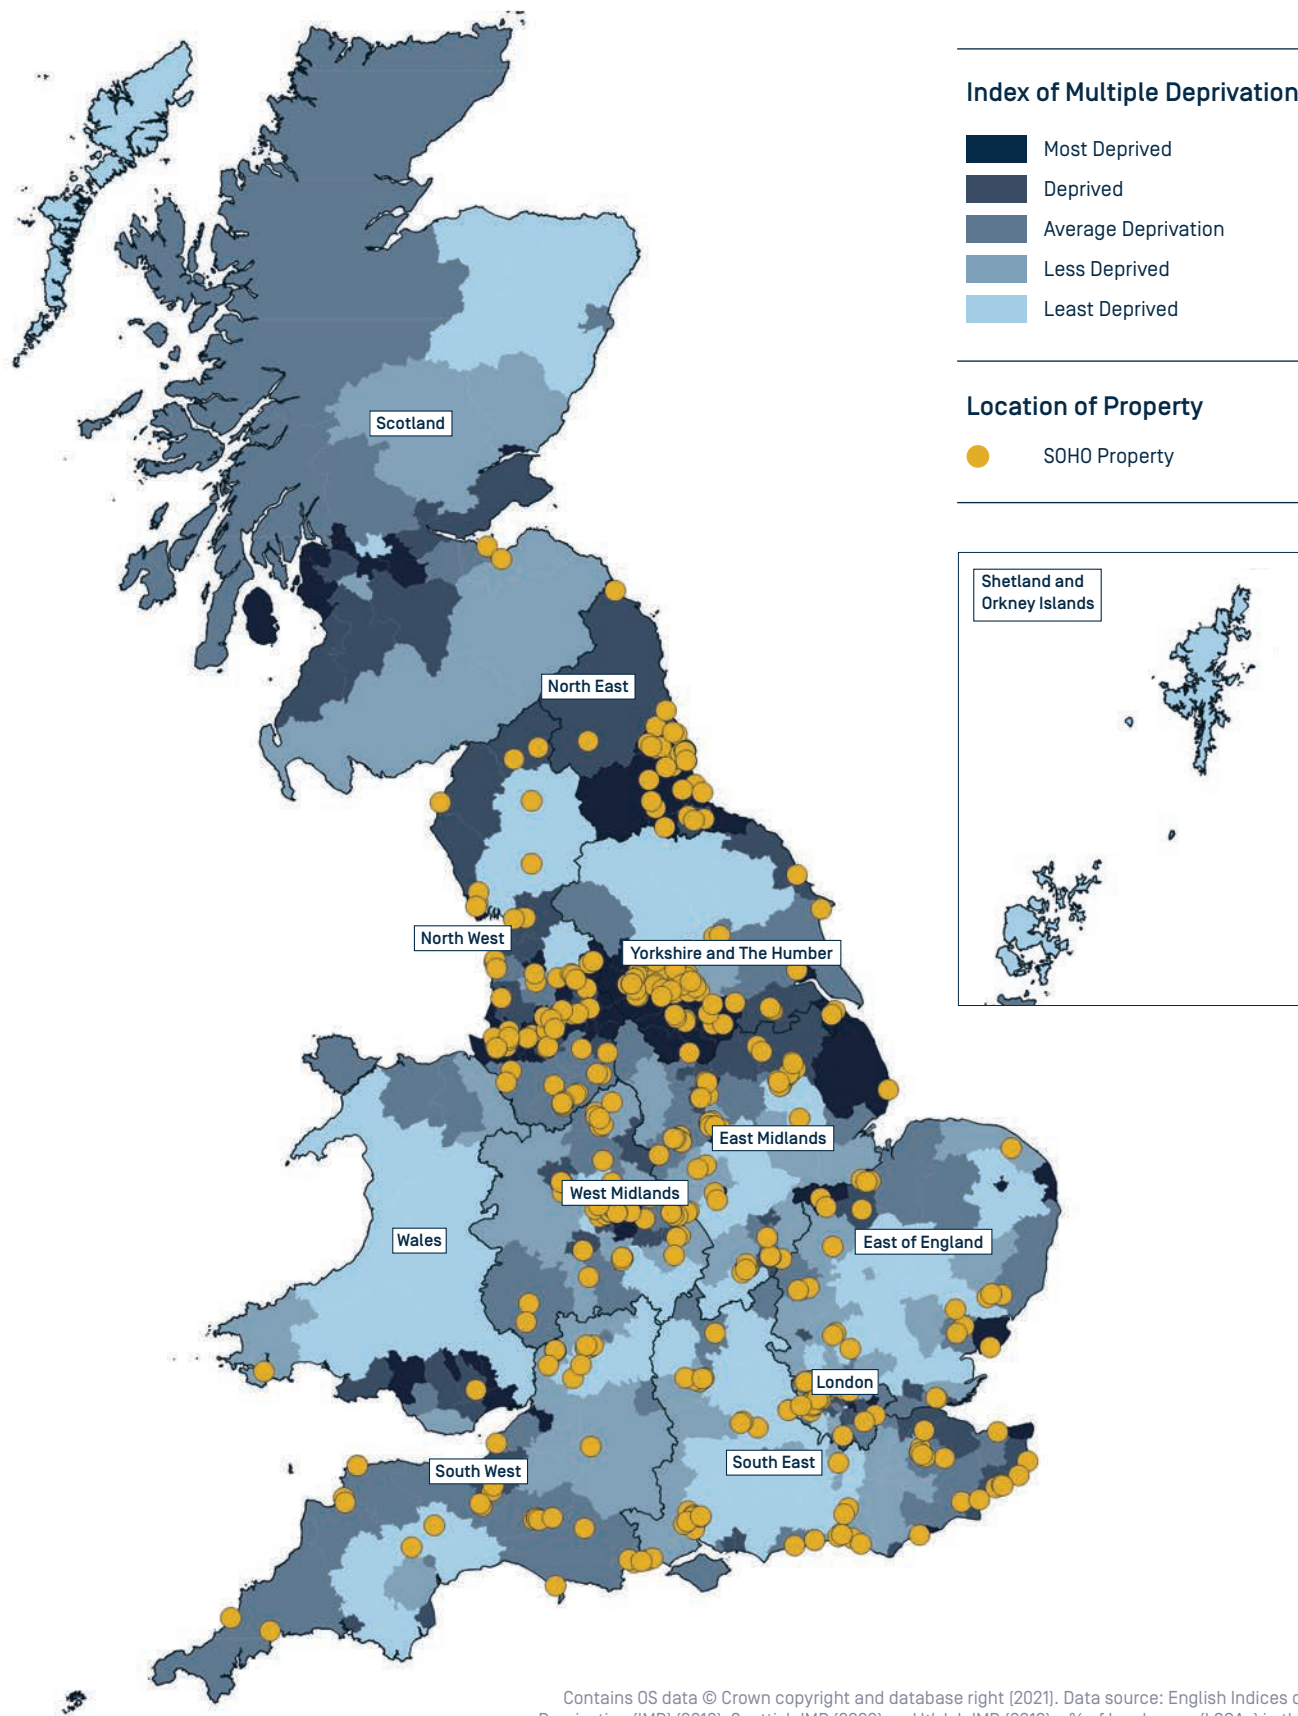 Index of Multiple Deprivation
Most Deprived
Deprived
Average Deprivation
Less Deprived
Least Deprived
Location of Property
SOHO Property
Shetland and
Orkney Islands
Scotland
North East
North West
Yorkshire and The Humber
East Midlands
West Midlands
Wales
East of England
London
South East
South West
Contains OS data © Crown copyright and database right (2021). Data source: English Indices o